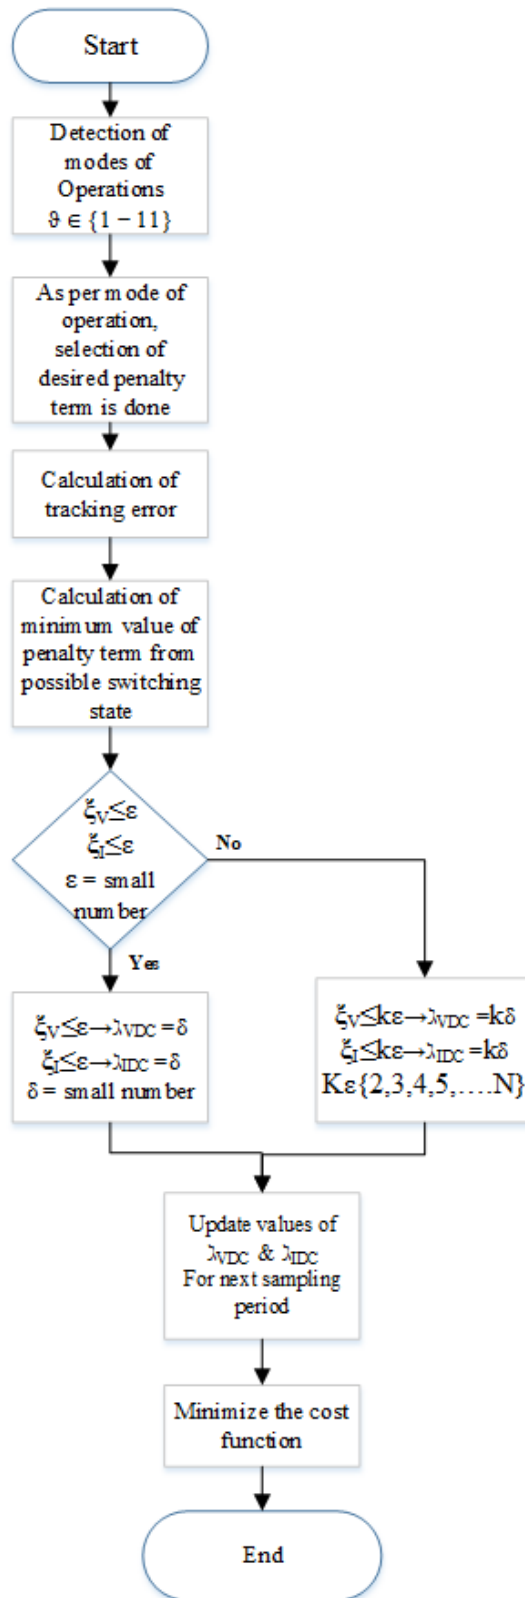 Start
Detection of
modes of
Operations
ϑ ∈ {1 − 11}
As per mode of
operation,
selection of
desired penalty
term is done
Calculation of
tracking error
Calculation of
minimum value of
penalty term from
possible switching
state
ξV≤ε
ξI≤ε
ε = small
number
No
Yes
ξV≤ε→λVDC =δ
ξI≤ε→λIDC =δ
δ = small number
ξV≤kε→λVDC =kδ
ξI≤kε→λIDC =kδ
Kε{2,3,4,5,....N}
Update values of
λVDC & λIDC
For next sampling
period
Minimize the cost
function
End